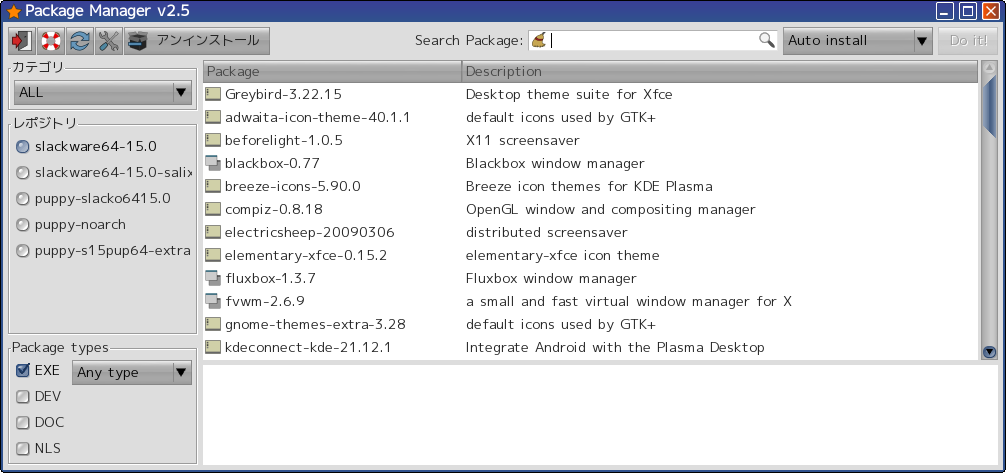 Package Manager v2.5
アンインストール
Search Package:
Auto install
Do it!
カテゴリ
ALL
レポジトリ
slackware64-15.0
slackware64-15.0-salix
puppy-slacko6415.0
puppy-noarch
puppy-s15pup64-extra
Package types
EXE
Any type
DEV
DOC
NLS
Package Description
Greybird-3.22.15 Desktop theme suite for Xfce
adwaita-icon-theme-40.1.1 default icons used by GTK+
beforelight-1.0.5 X11 screensaver
blackbox-0.77 Blackbox window manager
breeze-icons-5.90.0 Breeze icon themes for KDE Plasma
compiz-0.8.18 OpenGL window and compositing manager
electricsheep-20090306 distributed screensaver
elementary-xfce-0.15.2 elementary-xfce icon theme
fluxbox-1.3.7 Fluxbox window manager
fvwm-2.6.9 a small and fast virtual window manager for X
gnome-themes-extra-3.28 default icons used by GTK+
kdeconnect-kde-21.12.1 Integrate Android with the Plasma Desktop